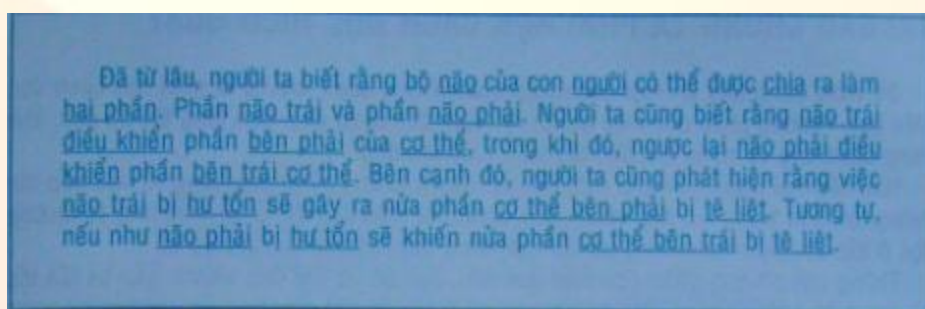 Đã từ lâu, người ta biết rằng bộ não của con người có thể được chia ra làm
hai phần. Phần não trái và phần não phải. Người ta cũng biết rằng não trái
điều khiển phần bên phải của cơ thể, trong khi đó, ngược lại não phải điều
khiển phần bên trái cơ thể. Bên cạnh đó, người ta cũng phát hiện rằng việc
não trái bị hư tổn sẽ gây ra nửa phần cơ thể bên phải bị tê liệt. Tương tự,
nếu như não phải bị hư tổn sẽ khiến nửa phần cơ thể bên trái bị tê liệt.